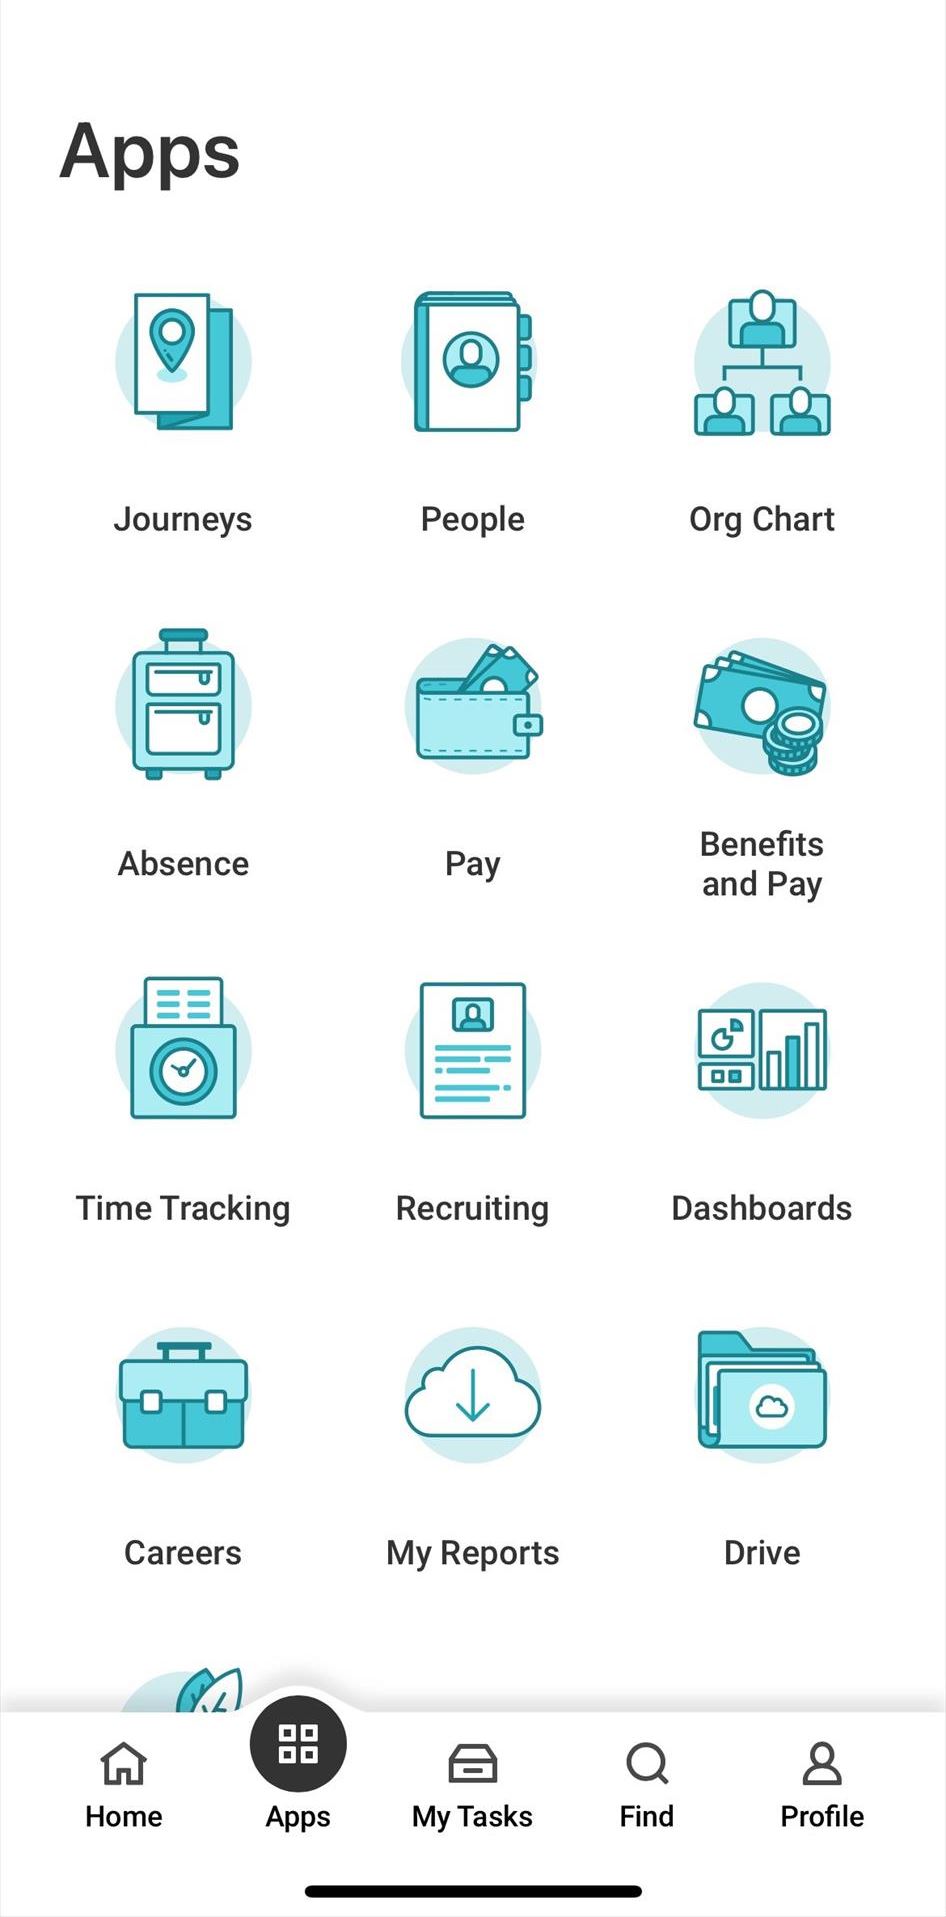 Apps
Journeys
People
Org Chart
Absence
Pay
Benefits
and Pay
Time Tracking
Recruiting
Dashboards
Careers
My Reports
Drive
Home
Apps
My Tasks
Find
Profile